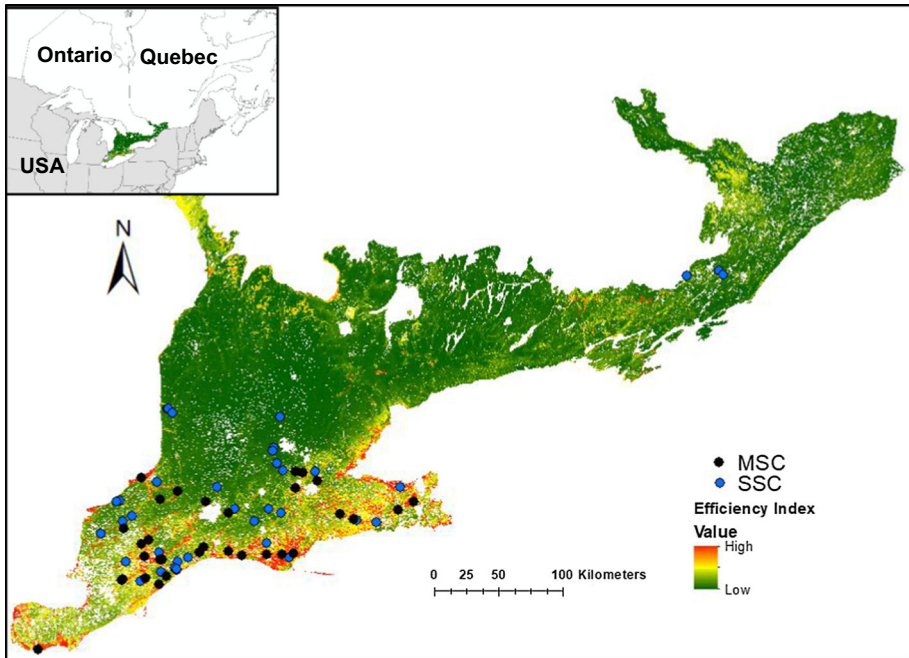 Ontario Quebec
USA
N
MSC
SSC
Efficiency Index
Value
High
Low
0 25 50 100 Kilometers